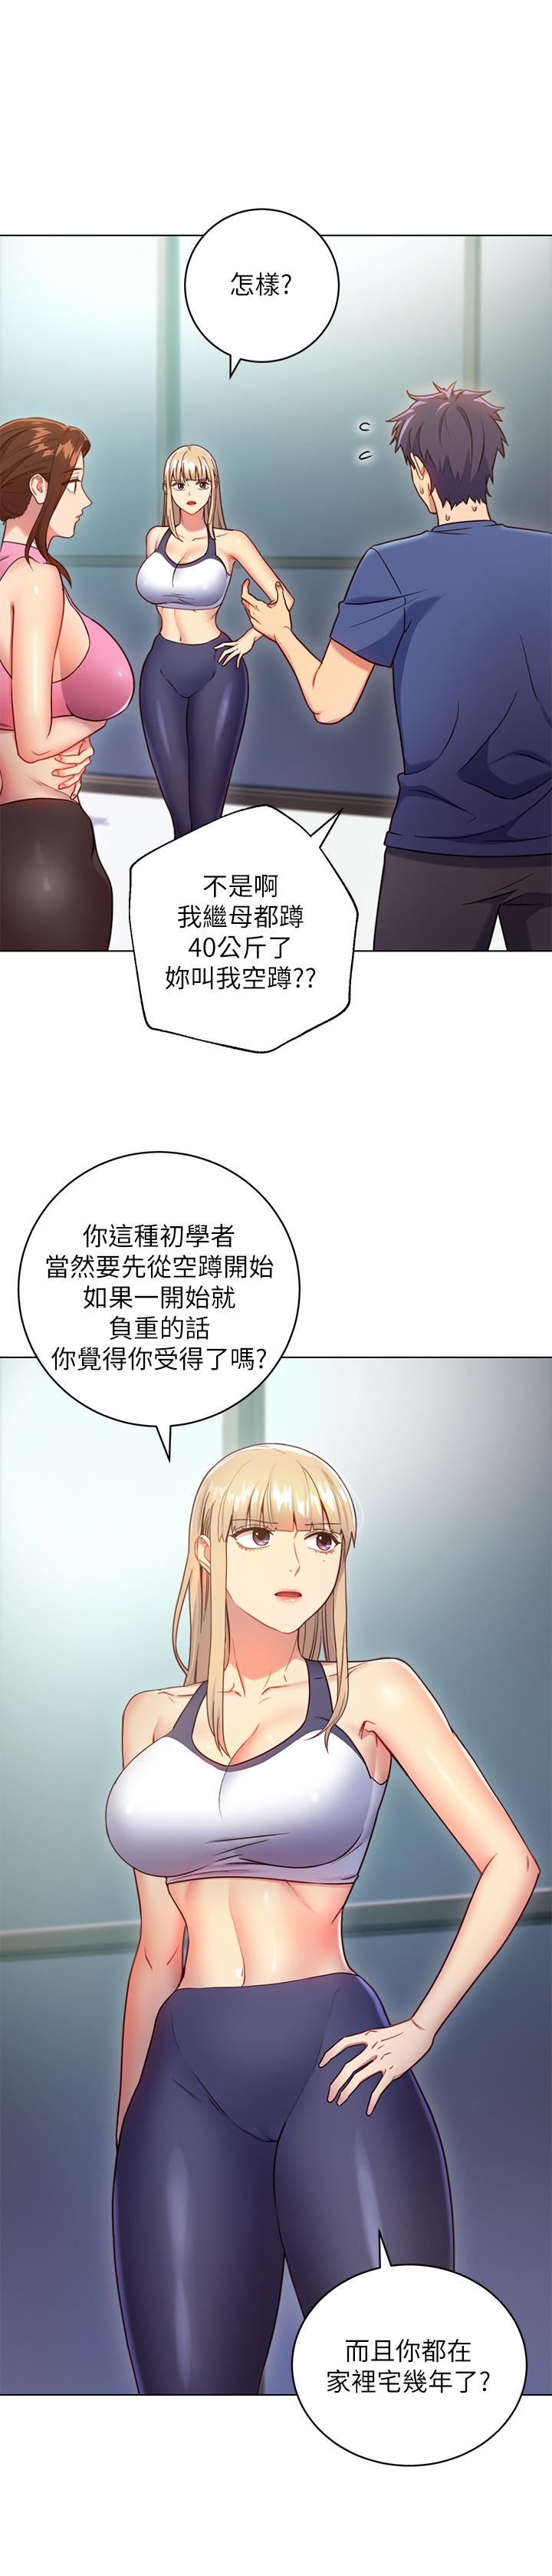 怎樣?
不是啊
我繼母都蹲
40公斤了
妳叫我空蹲??
你這種初學者
當然要先從空蹲開始
如果一開始就
負重的話
你覺得你受得了嗎?
而且你都在
家裡宅幾年了?